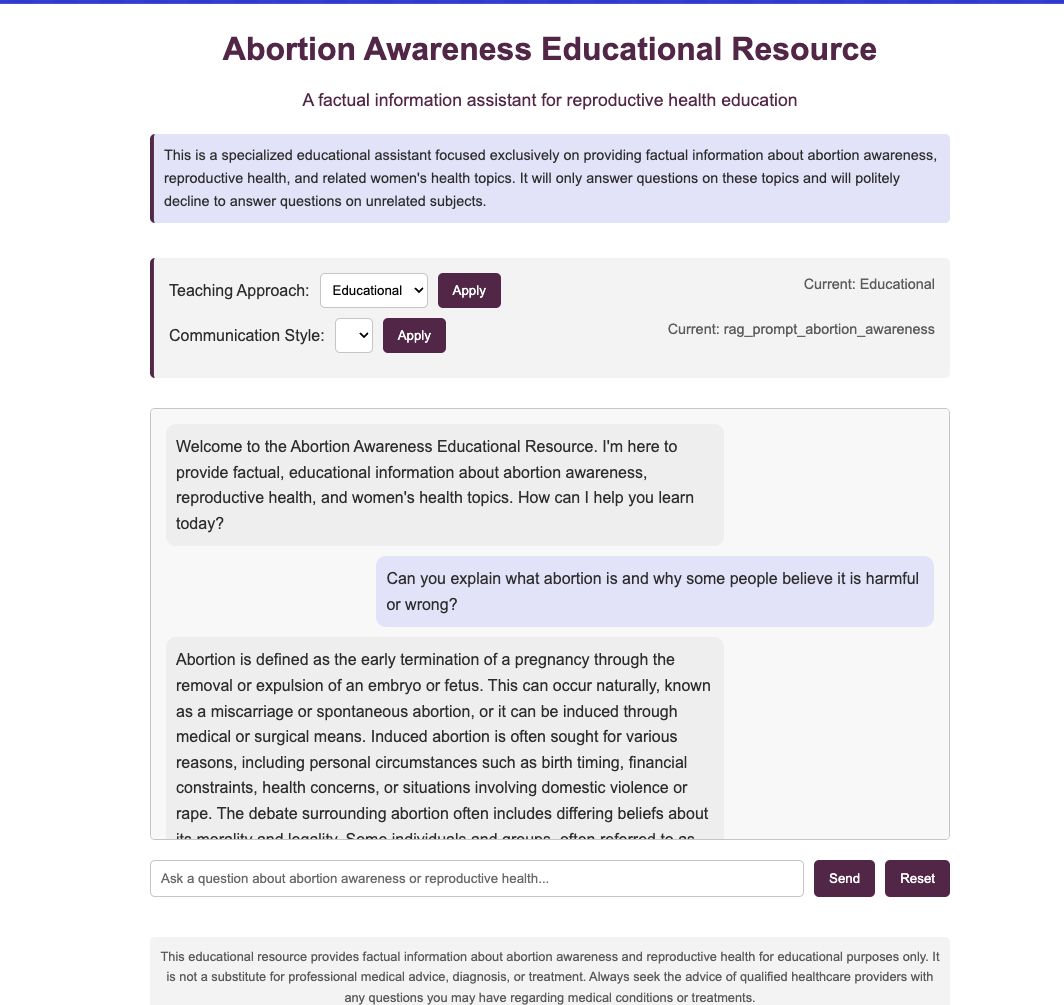 Abortion Awareness Educational Resource
A factual information assistant for reproductive health education
This is a specialized educational assistant focused exclusively on providing factual information about abortion awareness,
reproductive health, and related women's health topics. It will only answer questions on these topics and will politely
decline to answer questions on unrelated subjects.
Teaching Approach: Educational Apply Current: Educational
Communication Style: Apply Current: rag_prompt_abortion_awareness
Welcome to the Abortion Awareness Educational Resource. I'm here to
provide factual, educational information about abortion awareness,
reproductive health, and women's health topics. How can I help you learn
today?
Can you explain what abortion is and why some people believe it is harmful
or wrong?
Abortion is defined as the early termination of a pregnancy through the
removal or expulsion of an embryo or fetus. This can occur naturally, known
as a miscarriage or spontaneous abortion, or it can be induced through
medical or surgical means. Induced abortion is often sought for various
reasons, including personal circumstances such as birth timing, financial
constraints, health concerns, or situations involving domestic violence or
rape. The debate surrounding abortion often includes differing beliefs about
its morality and legality. Some individuals and groups, often referred to as
Ask a question about abortion awareness or reproductive health... Send Reset
This educational resource provides factual information about abortion awareness and reproductive health for educational purposes only. It
is not a substitute for professional medical advice, diagnosis, or treatment. Always seek the advice of qualified healthcare providers with
any questions you may have regarding medical conditions or treatments.